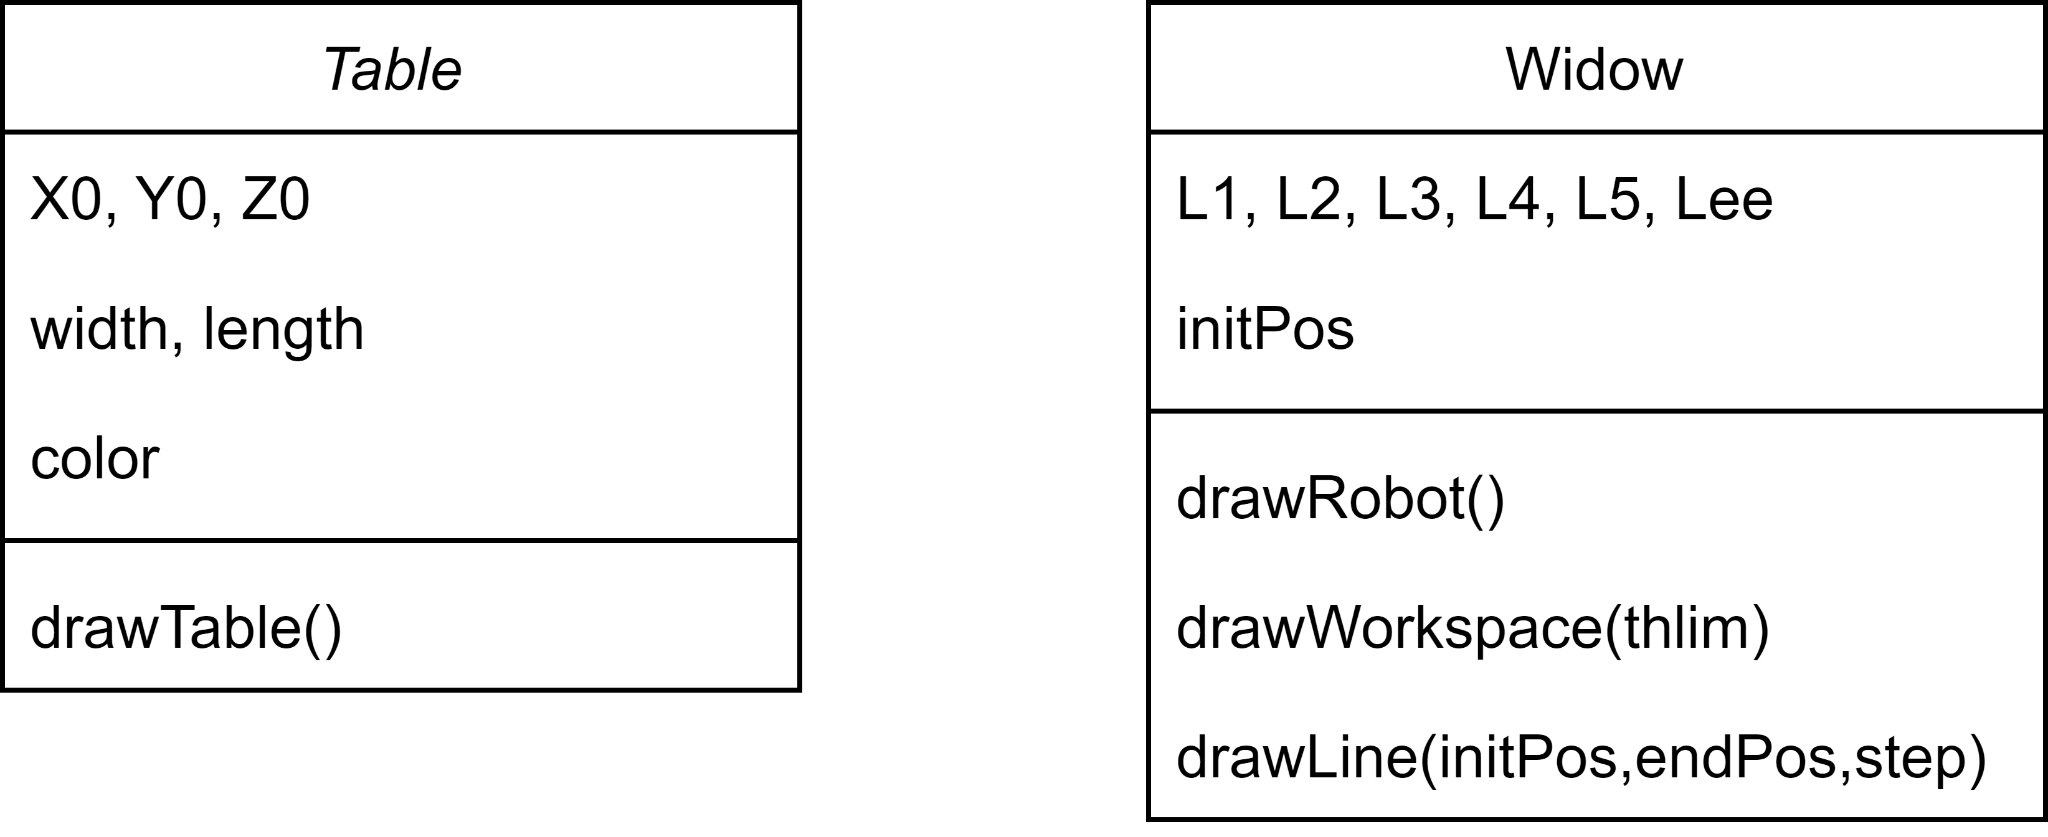 Table
X0, Y0, Z0
width, length
color
drawTable()
Widow
L1, L2, L3, L4, L5, Lee
initPos
drawRobot()
drawWorkspace(thlim)
drawLine(initPos,endPos,step)